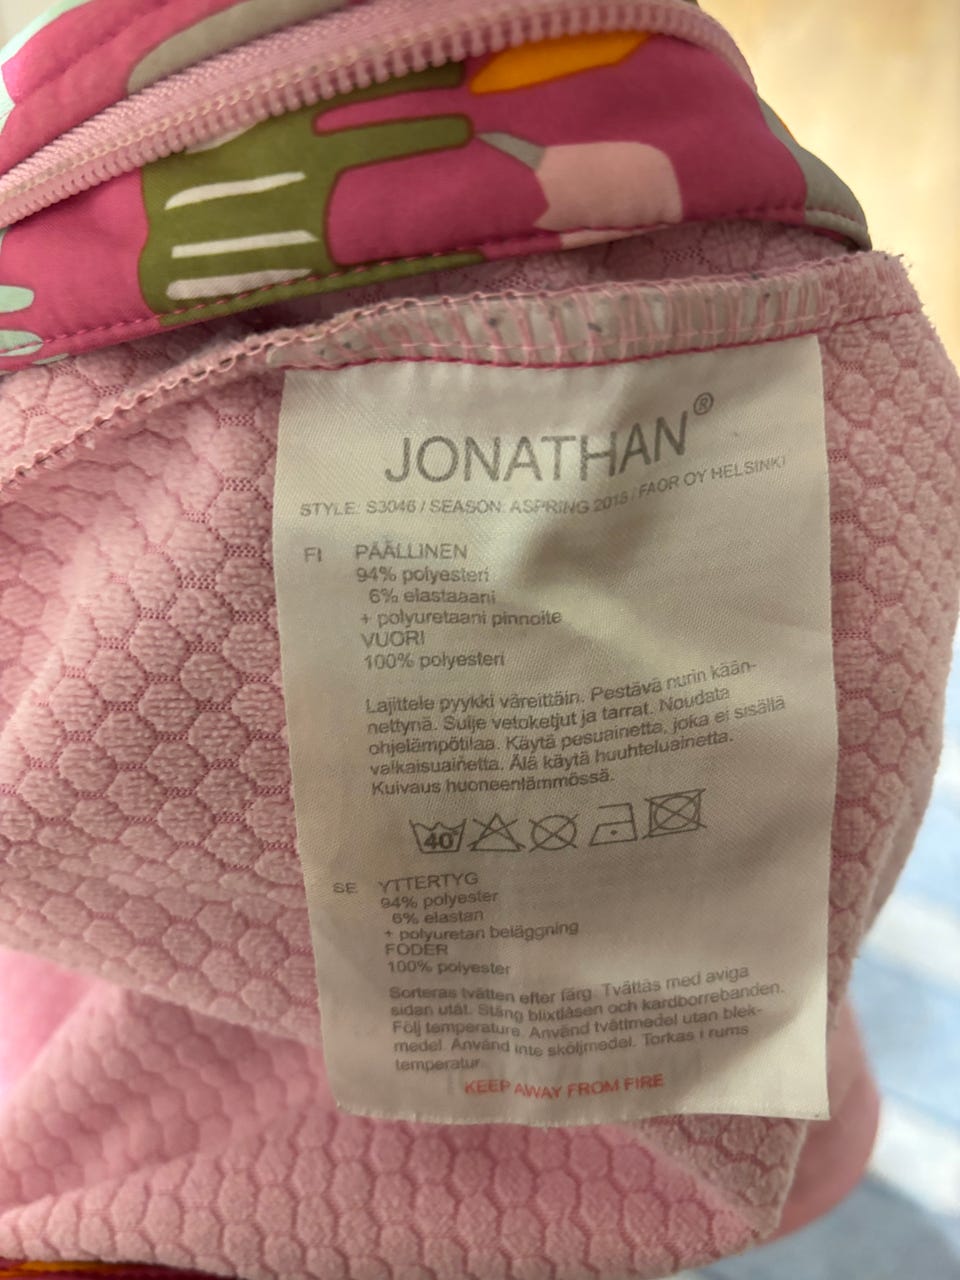 JONATHAN®
STYLE: S3046 / SEASON: ASPRING 2015 / FAOR OY HELSINKI
FI PÄÄLLINEN
94% polyesteri
6% elastaaani
+ polyuretaani pinnoite
VUORI
100% polyesteri
Lajittele pyykki väreittäin. Pestävä nurin kään-
nettynä. Sulje vetoketjut ja tarrat. Noudata
ohjelämpötilaa. Käytä pesuainetta, joka ei sisällä
valkaisuainetta. Älä käytä huuhteluainetta.
Kuivaus huoneenlämmössä.
40
SE YTTERTYG
94% polyester
6% elastan
+ polyuretan beläggning
FODER
100% polyester
Sorteras tvätten efter färg. Tvättas med aviga
sidan utåt. Stäng blixtlåsen och kardborrebanden.
Följ temperature. Använd tvättmedel utan blek-
medel. Använd inte sköljmedel. Torkas i rums
temperatur.
KEEP AWAY FROM FIRE